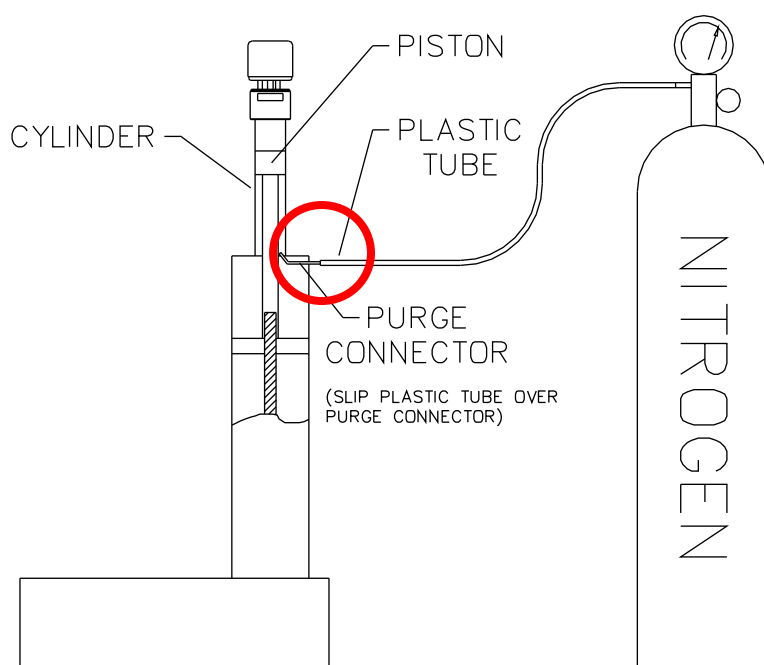 PISTON
CYLINDER
PLASTIC
TUBE
PURGE
CONNECTOR
(SLIP PLASTIC TUBE OVER
PURGE CONNECTOR)
NITROGEN